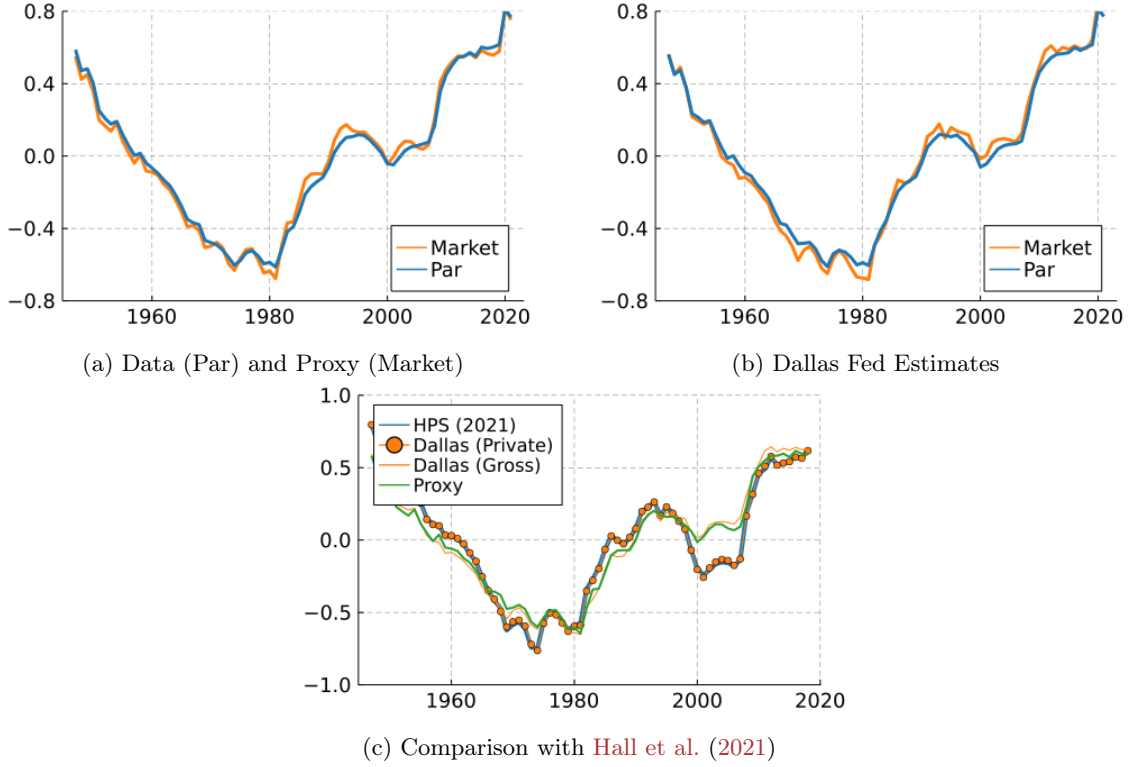 0.8
0.4
0.0
−0.4
−0.8
1960 1980 2000 2020
Market
Par
(a) Data (Par) and Proxy (Market)
0.8
0.4
0.0
−0.4
−0.8
1960 1980 2000 2020
Market
Par
(b) Dallas Fed Estimates
1.0
0.5
0.0
−0.5
−1.0
1960 1980 2000 2020
HPS (2021)
Dallas (Private)
Dallas (Gross)
Proxy
(c) Comparison with Hall et al. (2021)